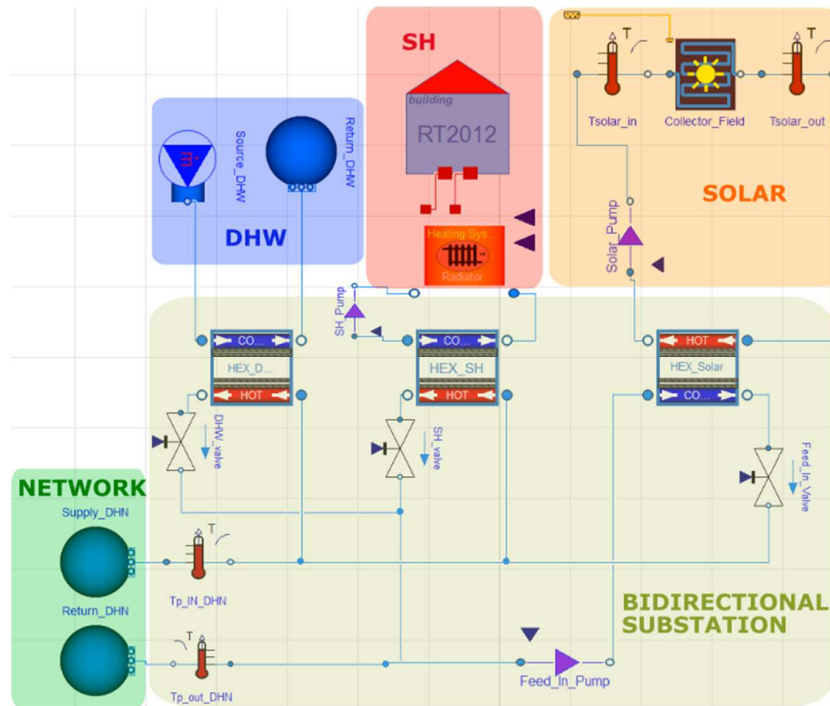 SH
T
T
building
RT2012
Tsolar_in
Collector_Field
Tsolar_out
Source_DHW
Return_DHW
SOLAR
DHW
Heating Sys...
Radiator
Solar_Pump
SH_Pump
CO...
CO...
HOT
HEX_D...
HEX_SH
HEX_Solar
HOT
HOT
CO...
DHW_valve
SH_valve
Feed_In_Valve
NETWORK
Supply_DHN
T
Tp_IN_DHN
Return_DHN
T
Tp_out_DHN
BIDIRECTIONAL
SUBSTATION
Feed_In_Pump